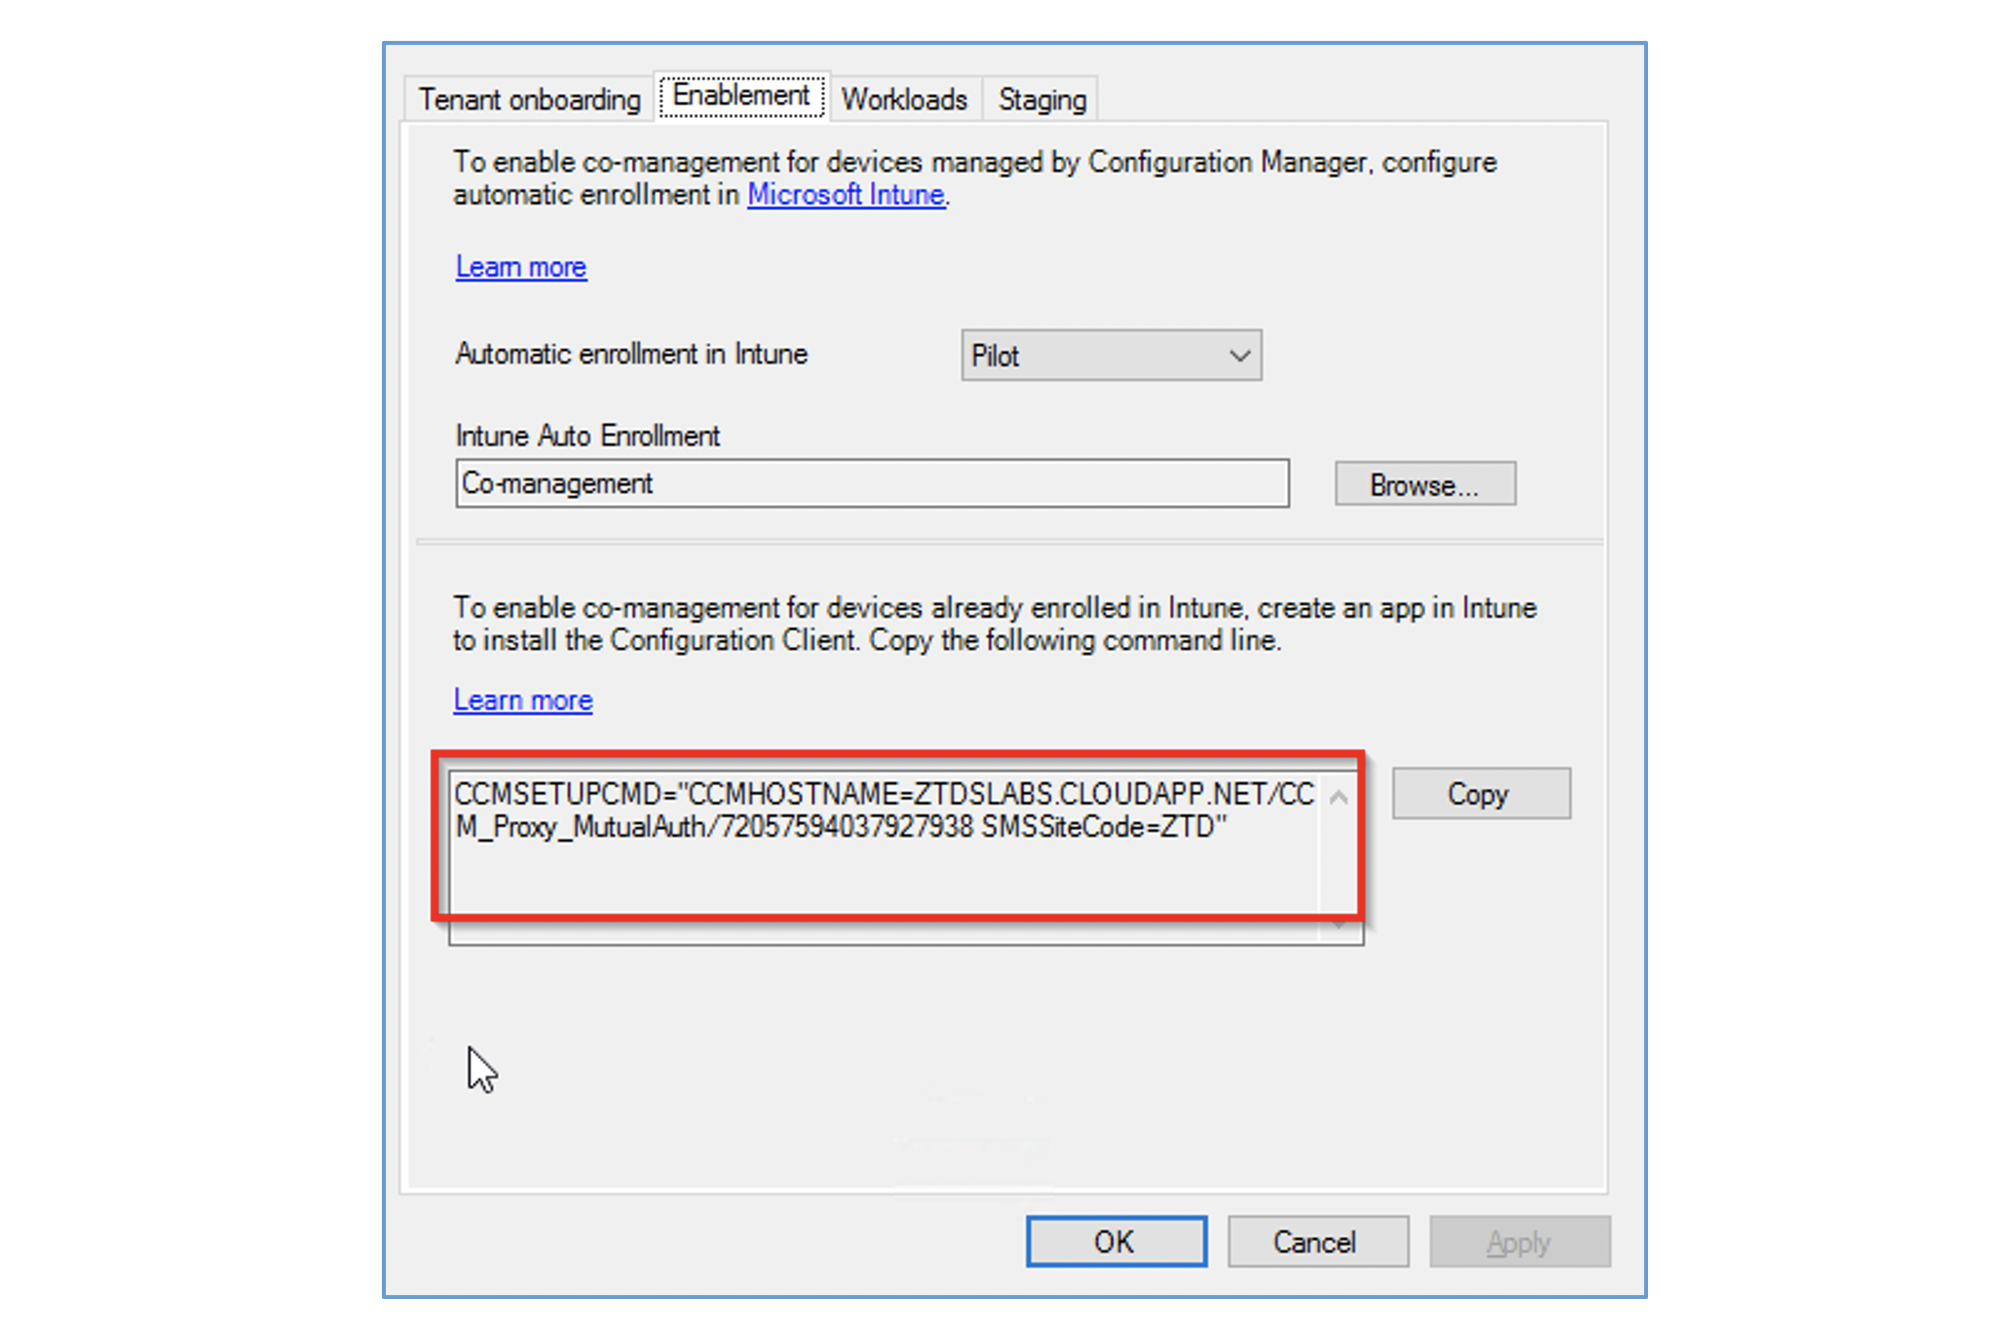 Tenant onboarding Enablement Workloads Staging
To enable co-management for devices managed by Configuration Manager, configure
automatic enrollment in Microsoft Intune.
Learn more
Automatic enrollment in Intune Pilot
Intune Auto Enrollment
Co-management Browse...
To enable co-management for devices already enrolled in Intune, create an app in Intune
to install the Configuration Client. Copy the following command line.
Learn more
CCMSETUPCMD="CCMHOSTNAME=ZTDSLABS.CLOUDAPP.NET/CC
M_Proxy_MutualAuth/72057594037927938 SMSSiteCode=ZTD"
Copy
OK Cancel Apply